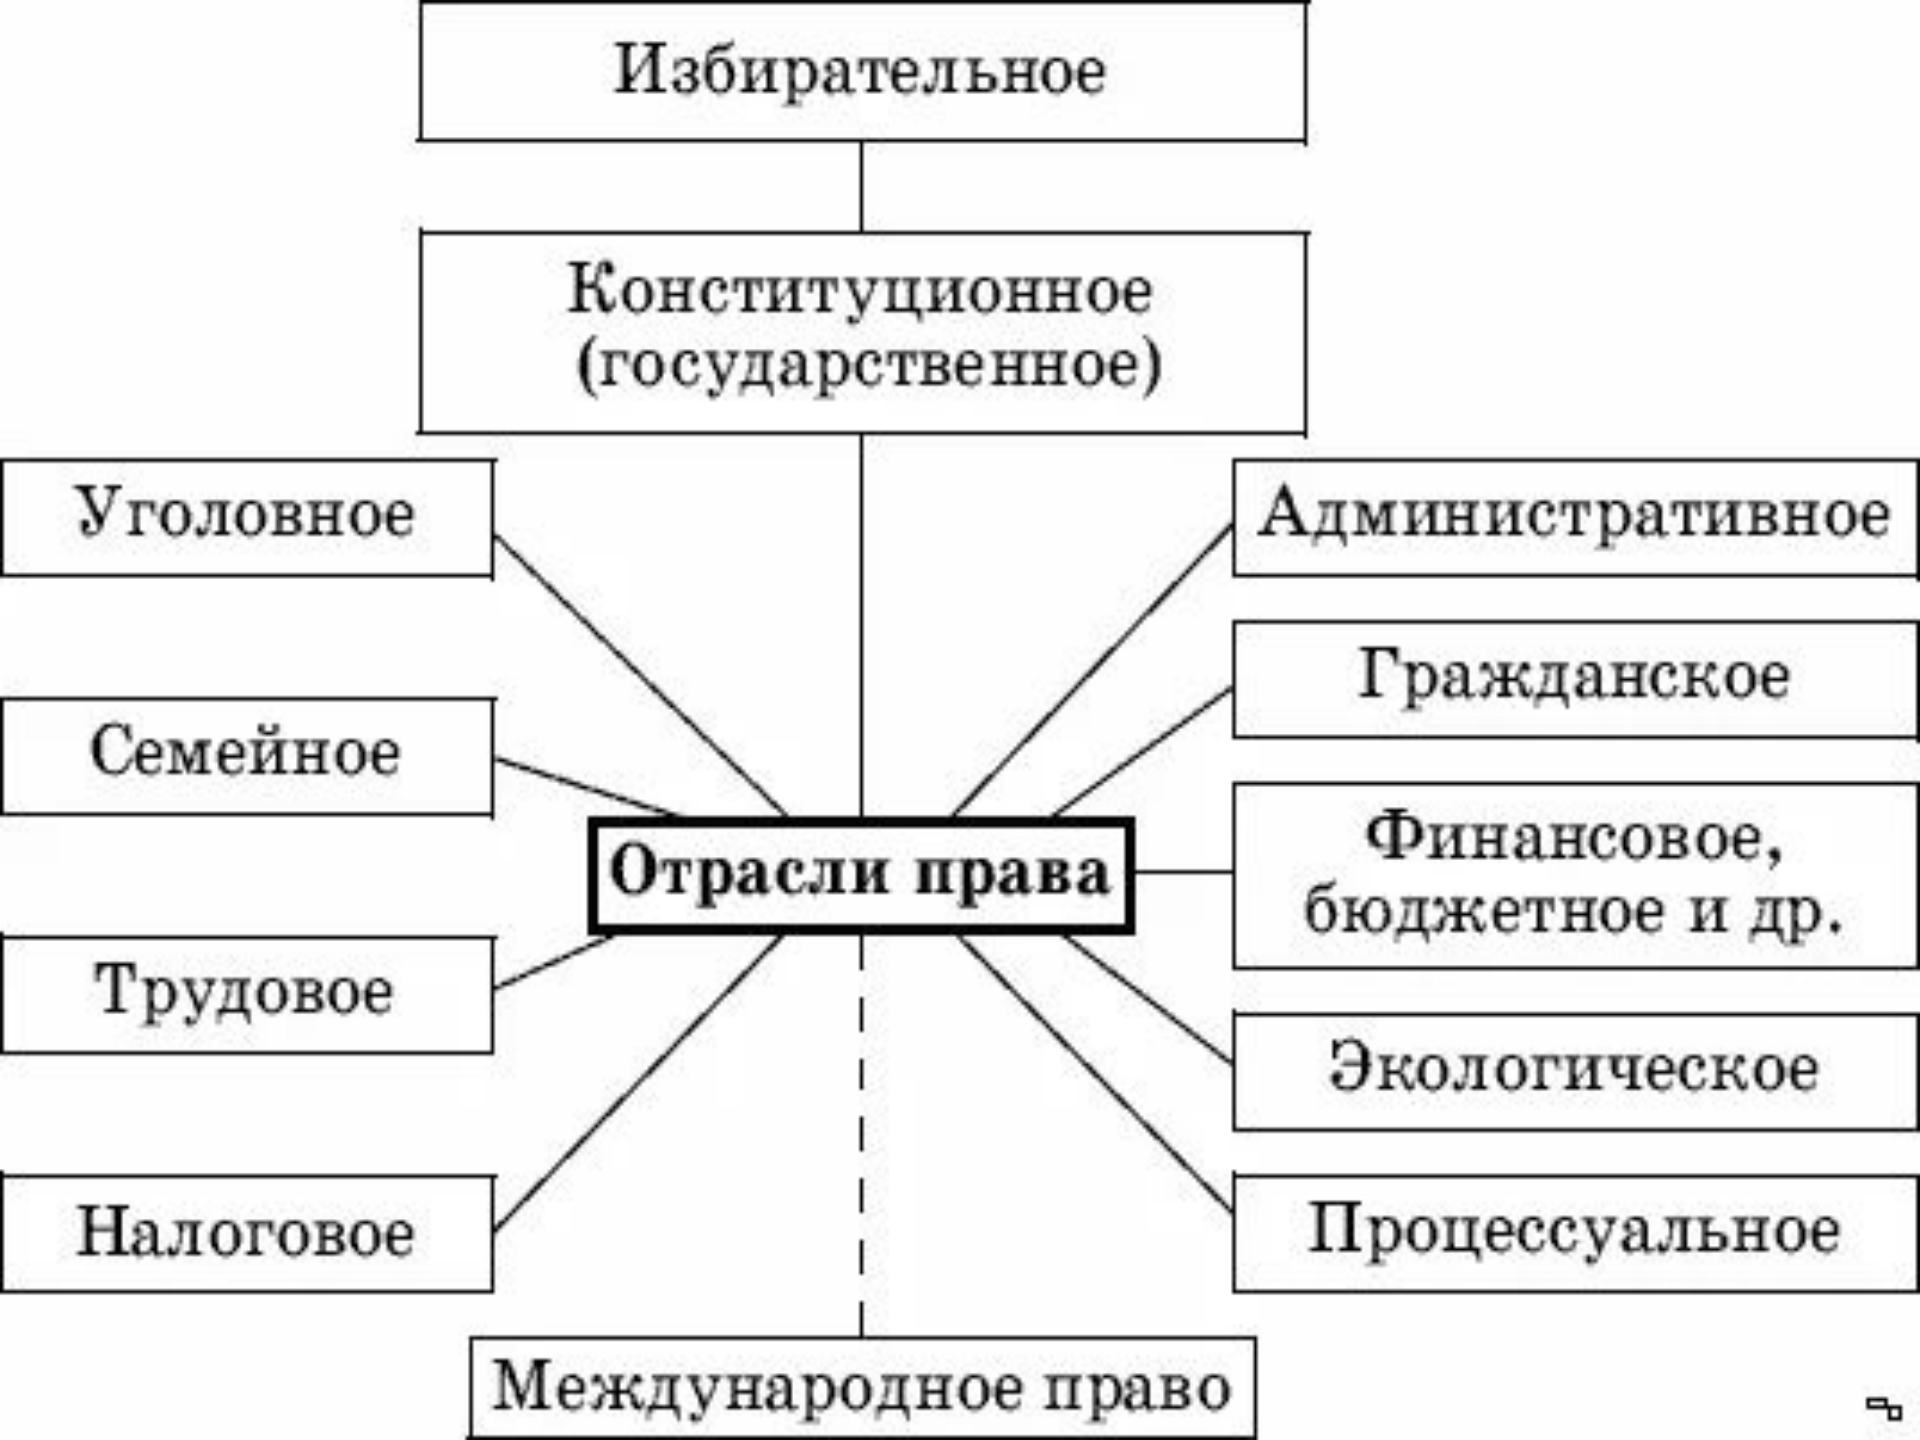 Избирательное
Конституционное
(государственное)
Уголовное
Административное
Гражданское
Семейное
Финансовое,
бюджетное и др.
Отрасли права
Трудовое
Экологическое
Налоговое
Процессуальное
Международное право